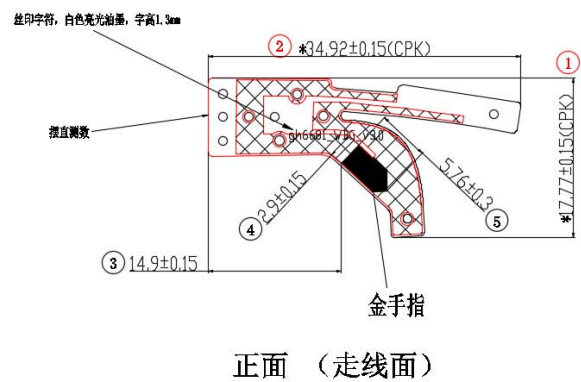 丝印字符，白色亮光油墨，字高1.3mm
② *34.92±0.15(CPK)
①
*17.77±0.15(CPK)
摆直测数
gh6681_WBG_V3.0
5.76±0.3
⑤
④ 2.9±0.15
③ 14.9±0.15
金手指
正面 （走线面）